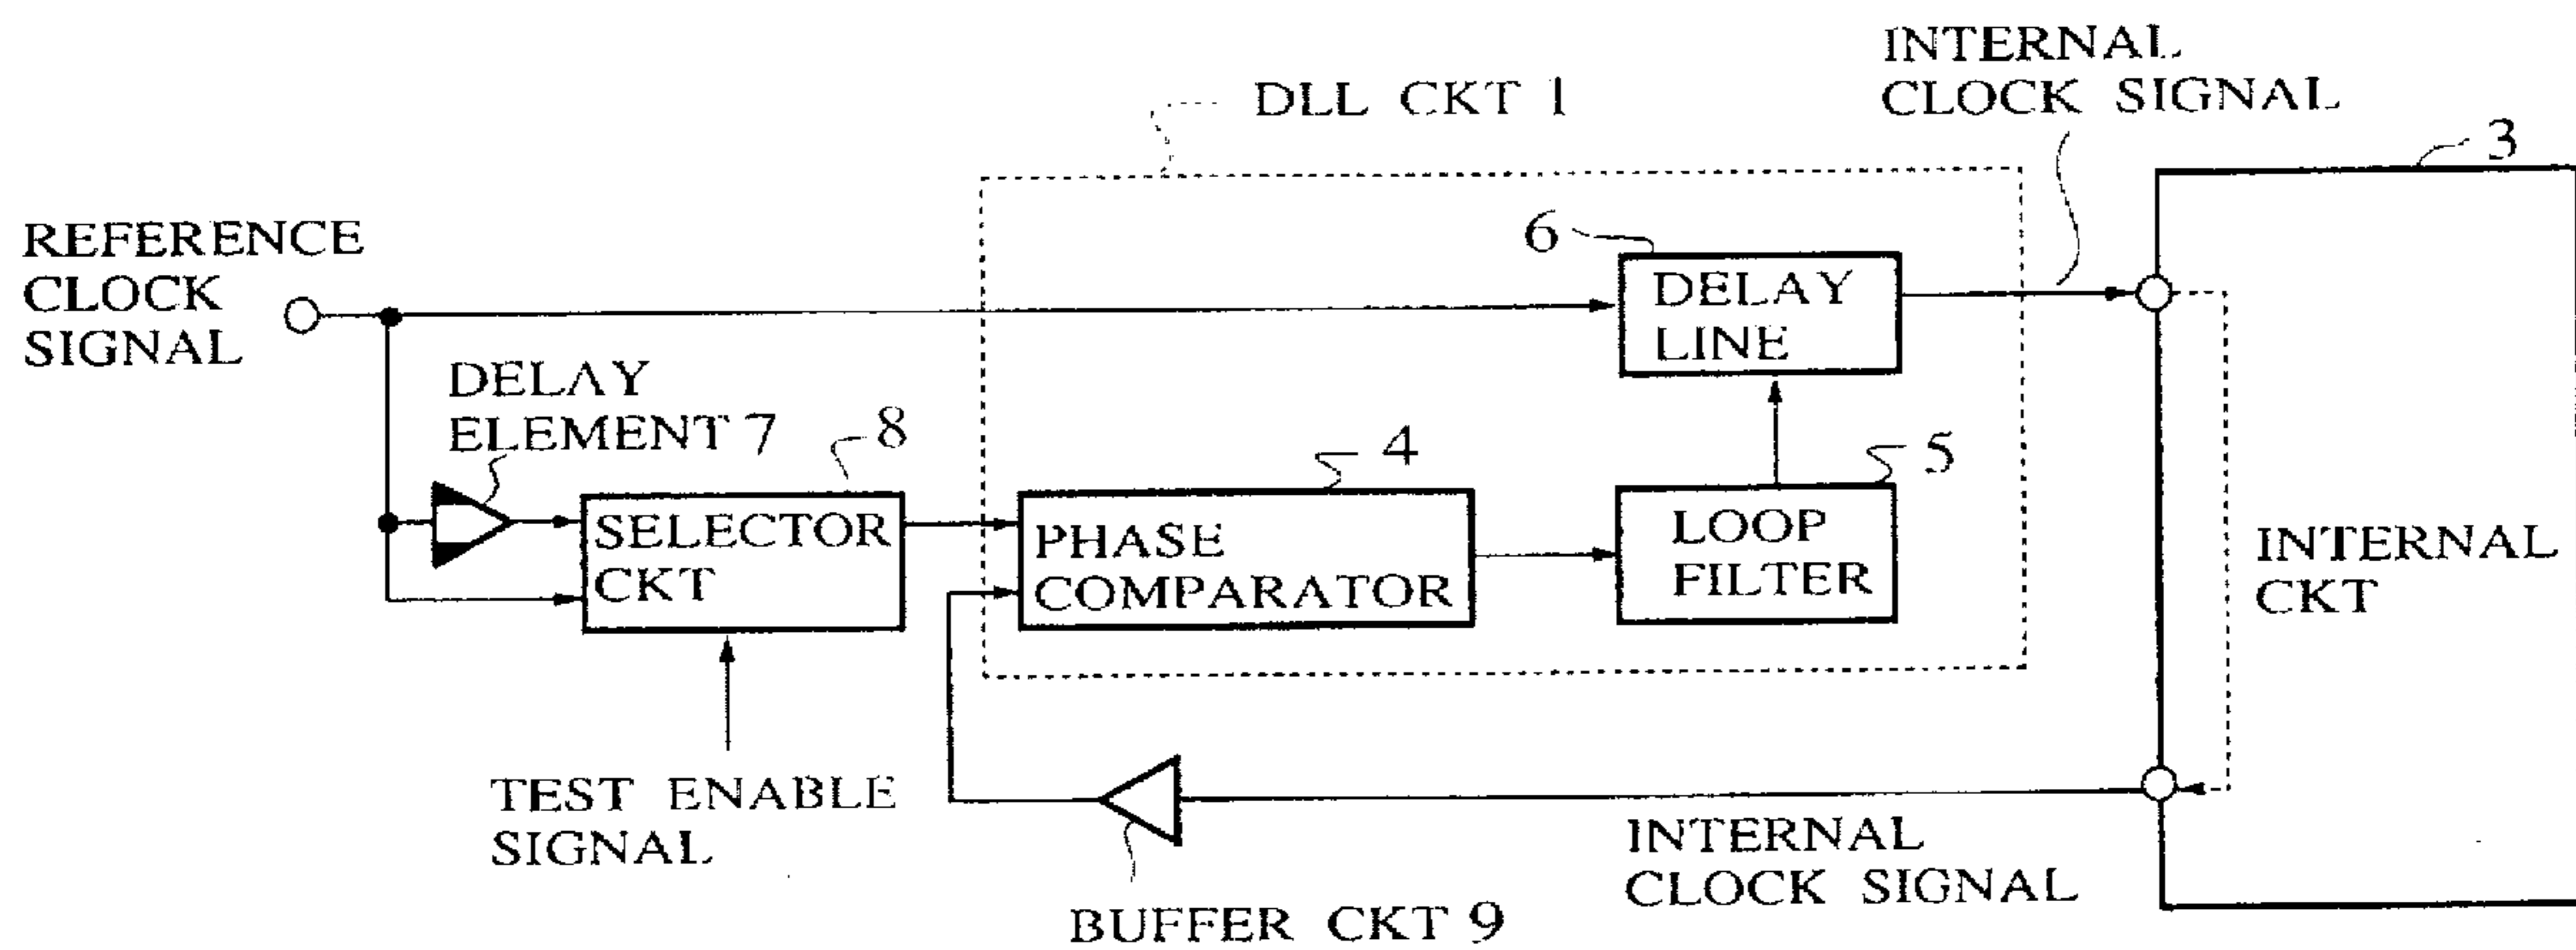 INTERNAL
CLOCK SIGNAL
DLL CKT 1
3
REFERENCE
CLOCK
SIGNAL
6
DELAY
LINE
DELAY
ELEMENT 7
8
4
5
SELECTOR
CKT
PHASE
COMPARATOR
LOOP
FILTER
INTERNAL
CKT
TEST ENABLE
SIGNAL
INTERNAL
CLOCK SIGNAL
BUFFER CKT 9